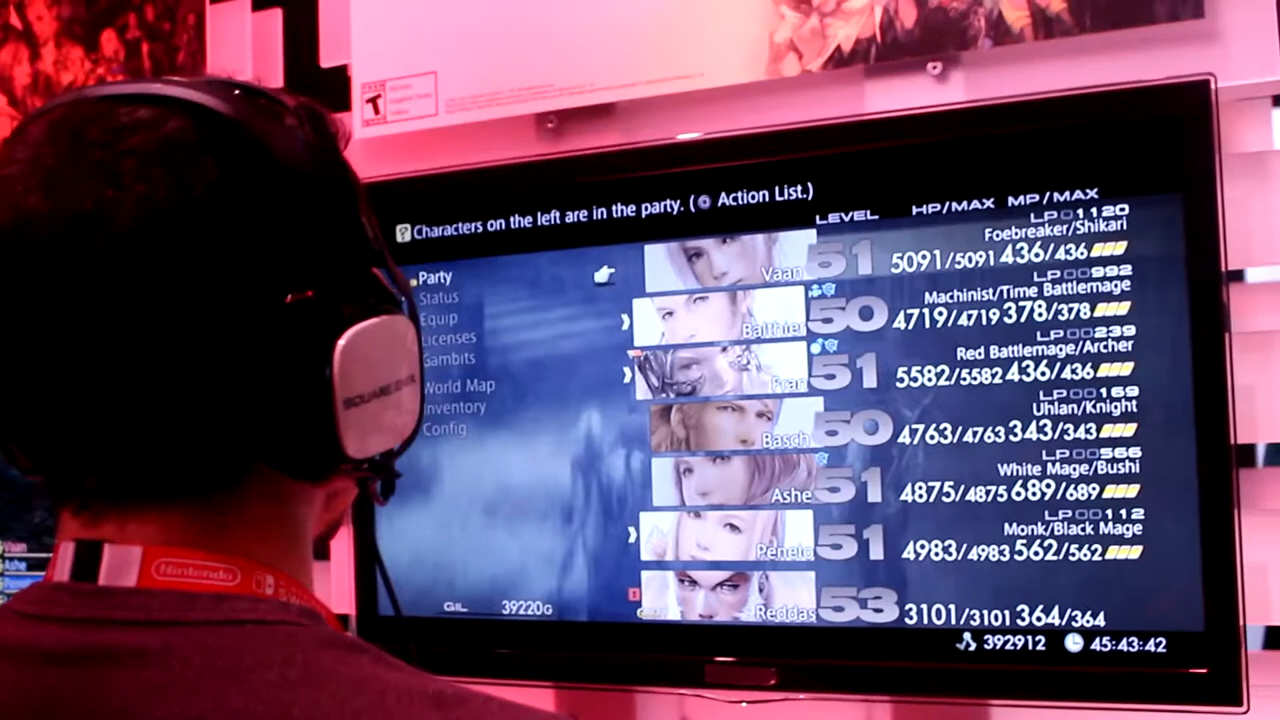 T
? Characters on the left are in the party. ( Action List.)
LEVEL HP/MAX MP/MAX
Party
Status
Equip
Licenses
Gambits
World Map
Inventory
Config
LP 01120
Foebreaker/Shikari
Vaan 51 5091/5091 436/436
LP 00992
Machinist/Time Battlemage
Balthier 50 4719/4719 378/378
LP 00239
Red Battlemage/Archer
Fran 51 5582/5582 436/436
LP 00169
Uhlan/Knight
Basch 50 4763/4763 343/343
LP 00566
White Mage/Bushi
Ashe 51 4875/4875 689/689
LP 00112
Monk/Black Mage
Penelo 51 4983/4983 562/562
Reddas 53 3101/3101 364/364
GIL 39220G
392912 45:43:42
SQUARE ENIX
Nintendo
Ashe